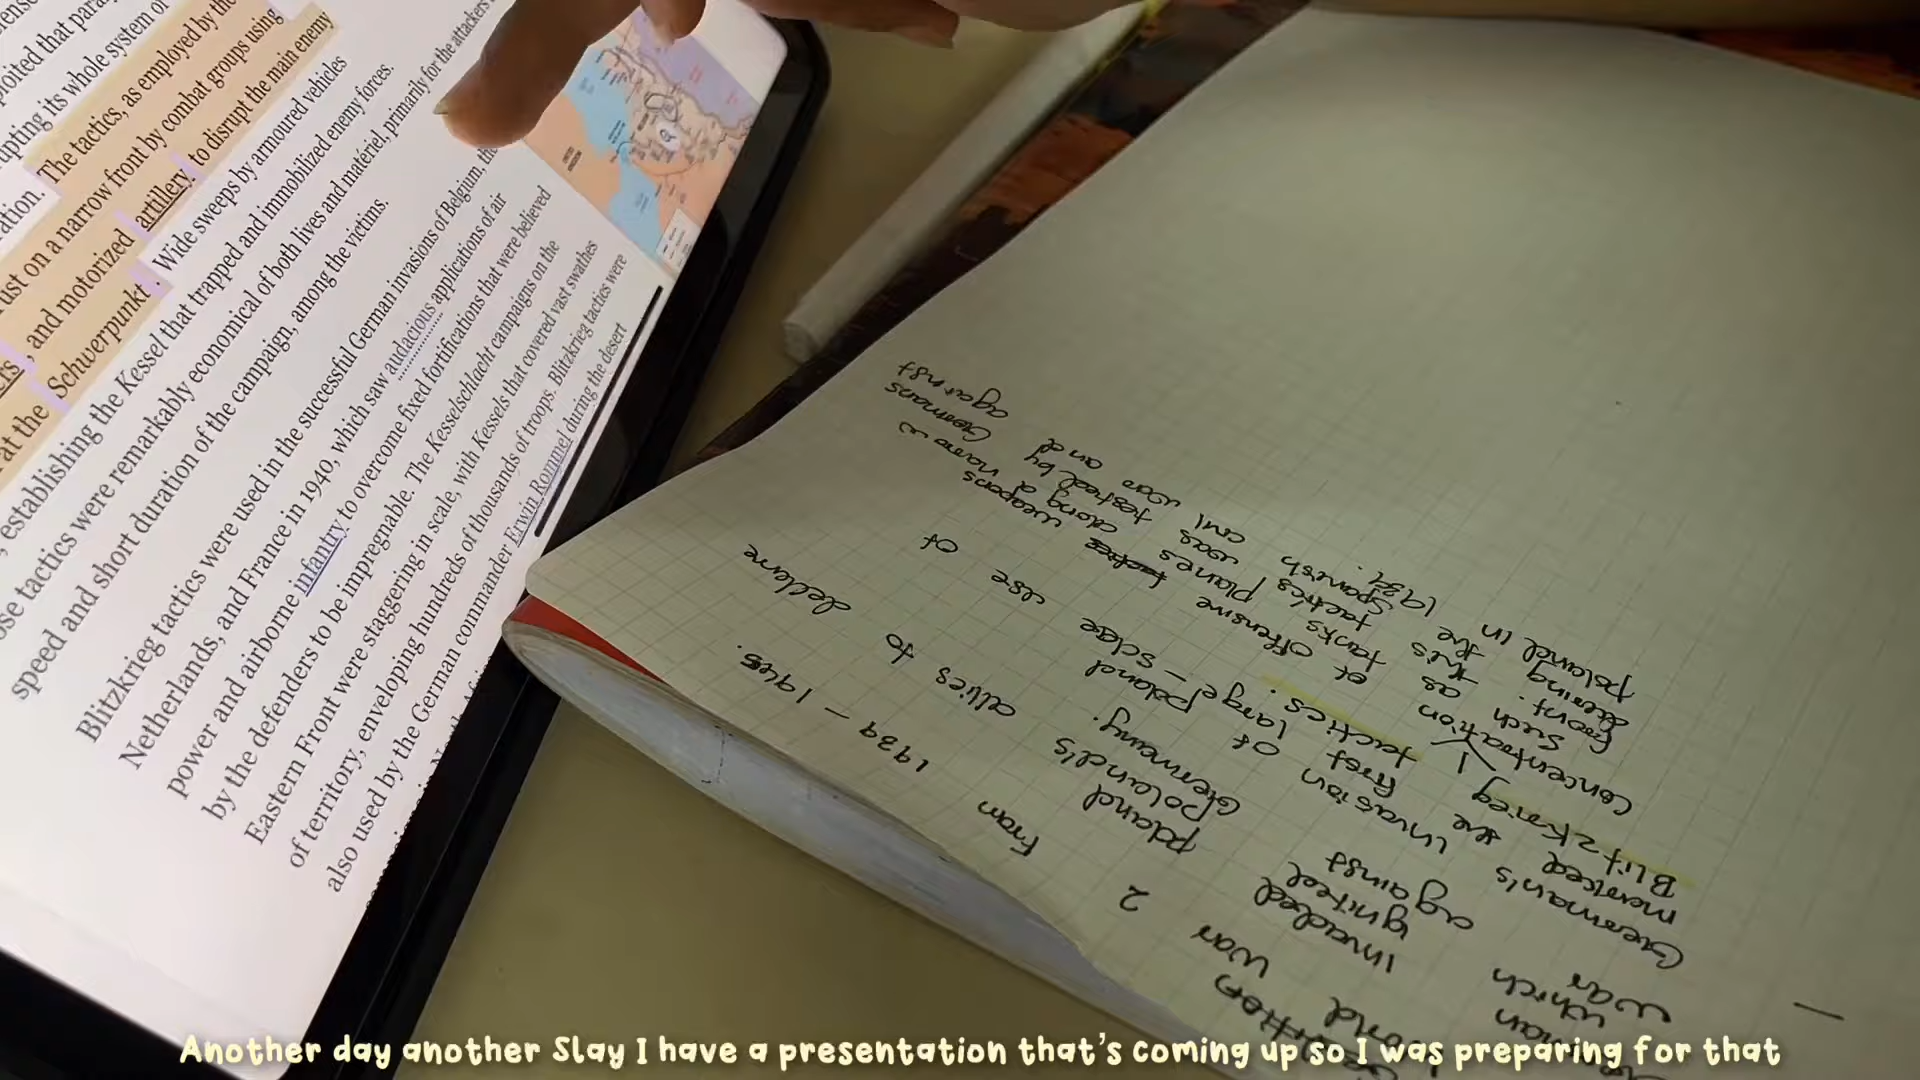 ploited that para
upting its whole system o
ation. The tactics, as employed by the
ust on a narrow front by combat groups using
ers, and motorized artillery to disrupt the main enemy
at the Schwerpunkt. Wide sweeps by armoured vehicles
, establishing the Kessel that trapped and immobilized enemy forces.
ose tactics were remarkably economical of both lives and matériel, primarily for the attackers
speed and short duration of the campaign, among the victims.
Blitzkrieg tactics were used in the successful German invasions of Belgium, the
Netherlands, and France in 1940, which saw audacious applications of air
power and airborne infantry to overcome fixed fortifications that were believed
by the defenders to be impregnable. The Kesselschlacht campaigns on the
Eastern Front were staggering in scale, with Kessels that covered vast swathes
of territory, enveloping hundreds of thousands of troops. Blitzkrieg tactics were
also used by the German commander Erwin Rommel during the desert
ond war 2 from 1939 - 1945.
man invaded poland
which ignited poland's allies to declare
war against Germany.
German's invasion of poland
marked the first large - sclae use of
Blitzkrieg tactics.
Concentration of offensive weapons
such as tanks planes along a narrow
front. this tactics was tested by Germans
during the Spanish civil war and against
poland in 1939.
Another day another Slay I have a presentation that's coming up so I was preparing for that